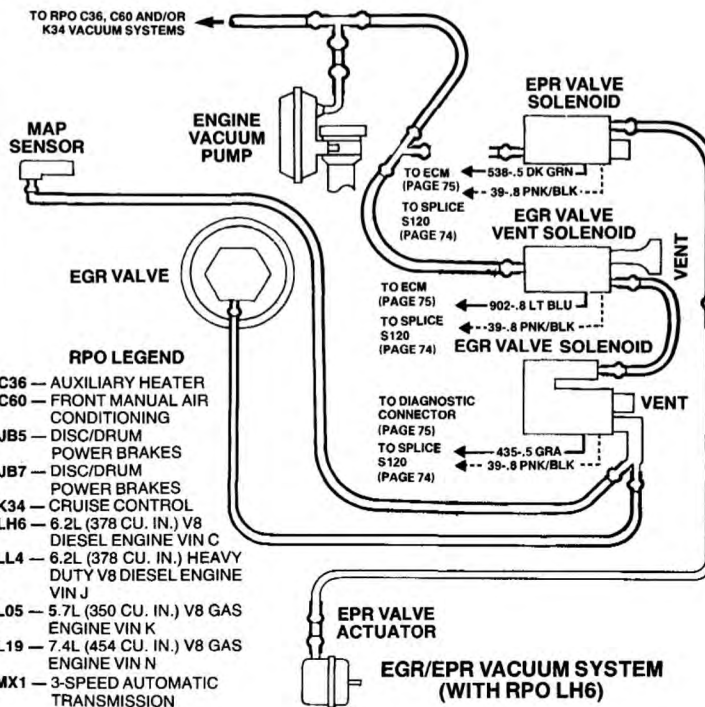 TO RPO C36, C60 AND/OR
K34 VACUUM SYSTEMS
ENGINE
VACUUM
PUMP
EPR VALVE
SOLENOID
MAP
SENSOR
TO ECM
(PAGE 75)
538-.5 DK GRN
39-.8 PNK/BLK
TO SPLICE
S120
(PAGE 74)
EGR VALVE
VENT SOLENOID
VENT
EGR VALVE
TO ECM
(PAGE 75)
902-.8 LT BLU
TO SPLICE
S120
(PAGE 74)
39-.8 PNK/BLK
EGR VALVE SOLENOID
VENT
TO DIAGNOSTIC
CONNECTOR
(PAGE 75)
TO SPLICE
S120
(PAGE 74)
435-.5 GRA
39-.8 PNK/BLK
RPO LEGEND
C36 — AUXILIARY HEATER
C60 — FRONT MANUAL AIR
CONDITIONING
JB5 — DISC/DRUM
POWER BRAKES
JB7 — DISC/DRUM
POWER BRAKES
K34 — CRUISE CONTROL
LH6 — 6.2L (378 CU. IN.) V8
DIESEL ENGINE VIN C
LL4 — 6.2L (378 CU. IN.) HEAVY
DUTY V8 DIESEL ENGINE
VIN J
L05 — 5.7L (350 CU. IN.) V8 GAS
ENGINE VIN K
L19 — 7.4L (454 CU. IN.) V8 GAS
ENGINE VIN N
MX1 — 3-SPEED AUTOMATIC
TRANSMISSION
EPR VALVE
ACTUATOR
EGR/EPR VACUUM SYSTEM
(WITH RPO LH6)